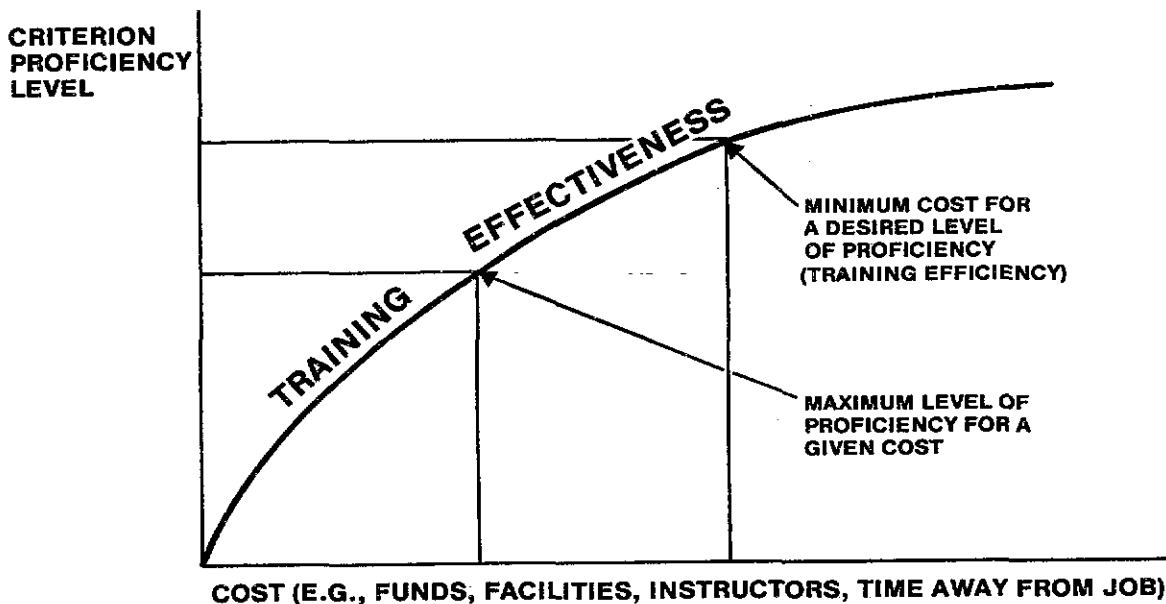 CRITERION
PROFICIENCY
LEVEL
TRAINING EFFECTIVENESS
MINIMUM COST FOR
A DESIRED LEVEL
OF PROFICIENCY
(TRAINING EFFICIENCY)
MAXIMUM LEVEL OF
PROFICIENCY FOR A
GIVEN COST
COST (E.G., FUNDS, FACILITIES, INSTRUCTORS, TIME AWAY FROM JOB)